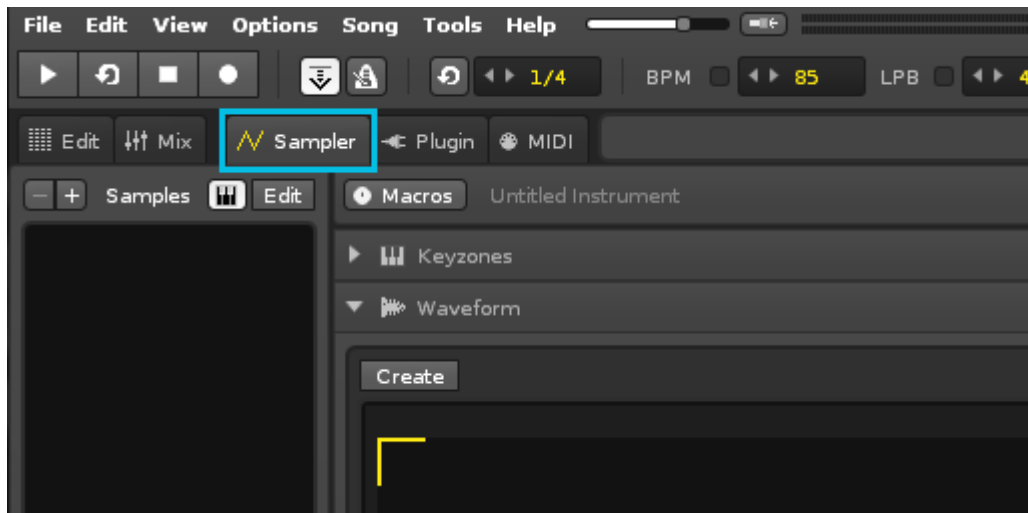 File Edit View Options Song Tools Help
1/4 BPM 85 LPB 4
Edit Mix Sampler Plugin MIDI
Samples Edit Macros Untitled Instrument
Keyzones
Waveform
Create